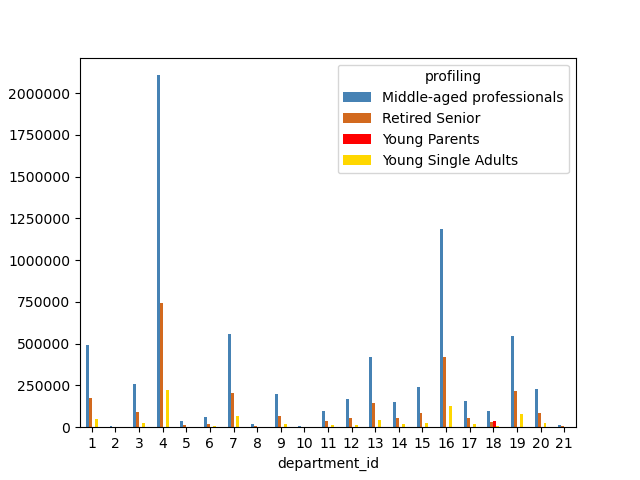 profiling
Middle-aged professionals
Retired Senior
Young Parents
Young Single Adults
2000000
1750000
1500000
1250000
1000000
750000
500000
250000
0
1 2 3 4 5 6 7 8 9 10 11 12 13 14 15 16 17 18 19 20 21
department_id